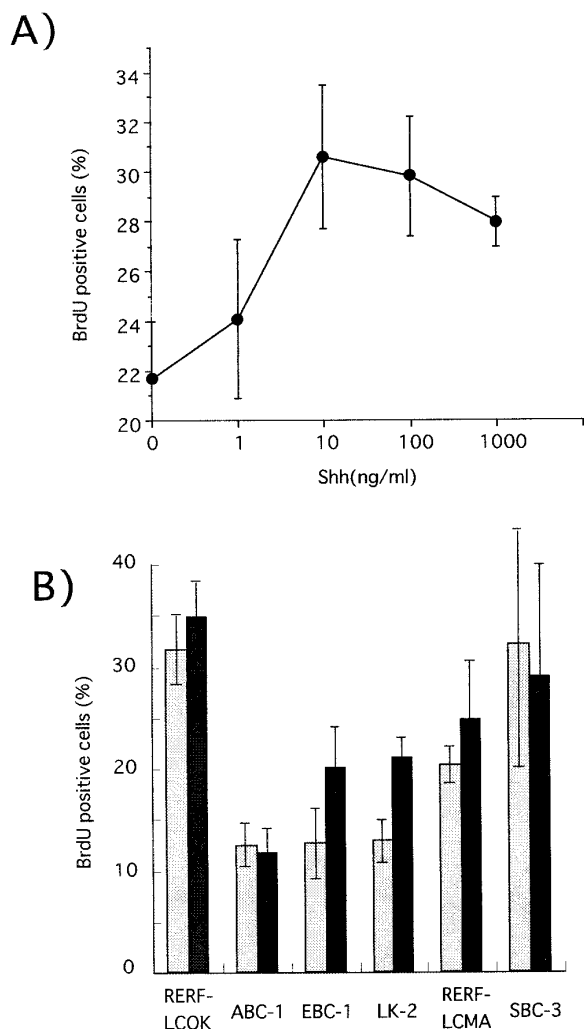 A)
34
32
30
28
26
24
22
20
BrdU positive cells (%)
0 1 10 100 1000
Shh(ng/ml)
B)
40
30
20
10
0
BrdU positive cells (%)
RERF-
LCOK
ABC-1
EBC-1
LK-2
RERF-
LCMA
SBC-3